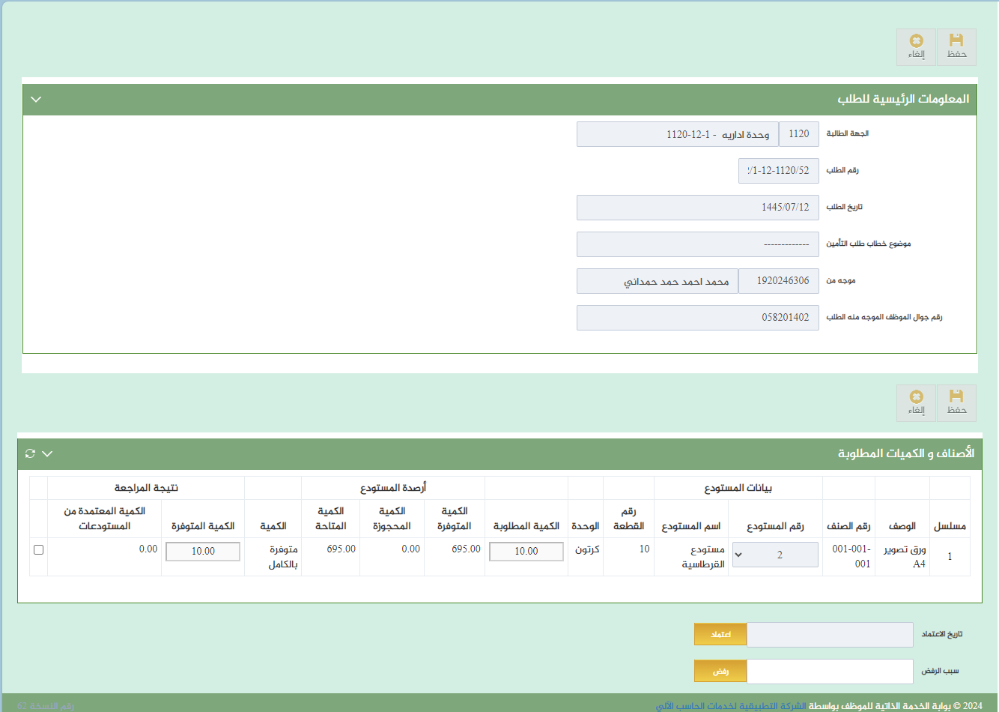 حفظ
إلغاء
المعلومات الرئيسية للطلب
الجهة الطالبة 1120 وحدة اداريه - 1-12-1120
رقم الطلب 1-12-1120/52/
تاريخ الطلب 1445/07/12
موضوع خطاب طلب التأمين -------------
موجه من 1920246306 محمد احمد حمد حمداني
رقم جوال الموظف الموجه منه الطلب 058201402
حفظ
إلغاء
الأصناف و الكميات المطلوبة
بيانات المستودع أرصدة المستودع نتيجة المراجعة
مسلسل الوصف رقم الصنف رقم المستودع اسم المستودع رقم القطعة الوحدة الكمية المطلوبة الكمية المتوفرة الكمية المحجوزة الكمية المتاحة الكمية الكمية المتوفرة الكمية المعتمدة من المستودعات
1 ورق تصوير A4 001-001-001 2 مستودع القرطاسية 10 كرتون 10.00 695.00 0.00 695.00 متوفرة بالكامل 10.00 0.00
تاريخ الاعتماد اعتماد
سبب الرفض رفض
2024 © بوابة الخدمة الذاتية للموظف بواسطة الشركة التطبيقية لخدمات الحاسب الآلي
رقم النسخة 62